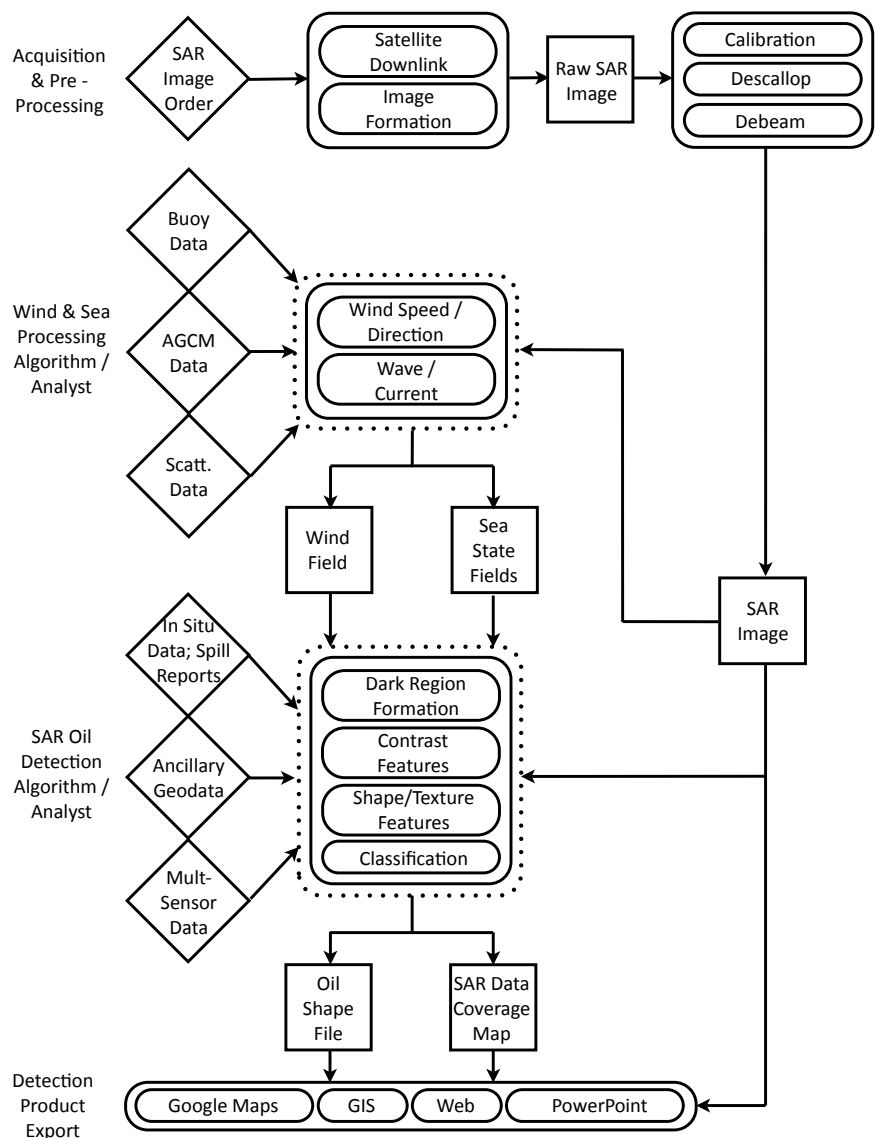 Acquisition
& Pre -
Processing
SAR
Image
Order
Satellite
Downlink
Image
Formation
Raw SAR
Image
Calibration
Descallop
Debeam
Buoy
Data
Wind & Sea
Processing
Algorithm /
Analyst
AGCM
Data
Scatt.
Data
Wind Speed /
Direction
Wave /
Current
Wind
Field
Sea
State
Fields
SAR
Image
In Situ
Data; Spill
Reports
SAR Oil
Detection
Algorithm /
Analyst
Ancillary
Geodata
Mult-
Sensor
Data
Dark Region
Formation
Contrast
Features
Shape/Texture
Features
Classification
Oil
Shape
File
SAR Data
Coverage
Map
Detection
Product
Export
Google Maps
GIS
Web
PowerPoint